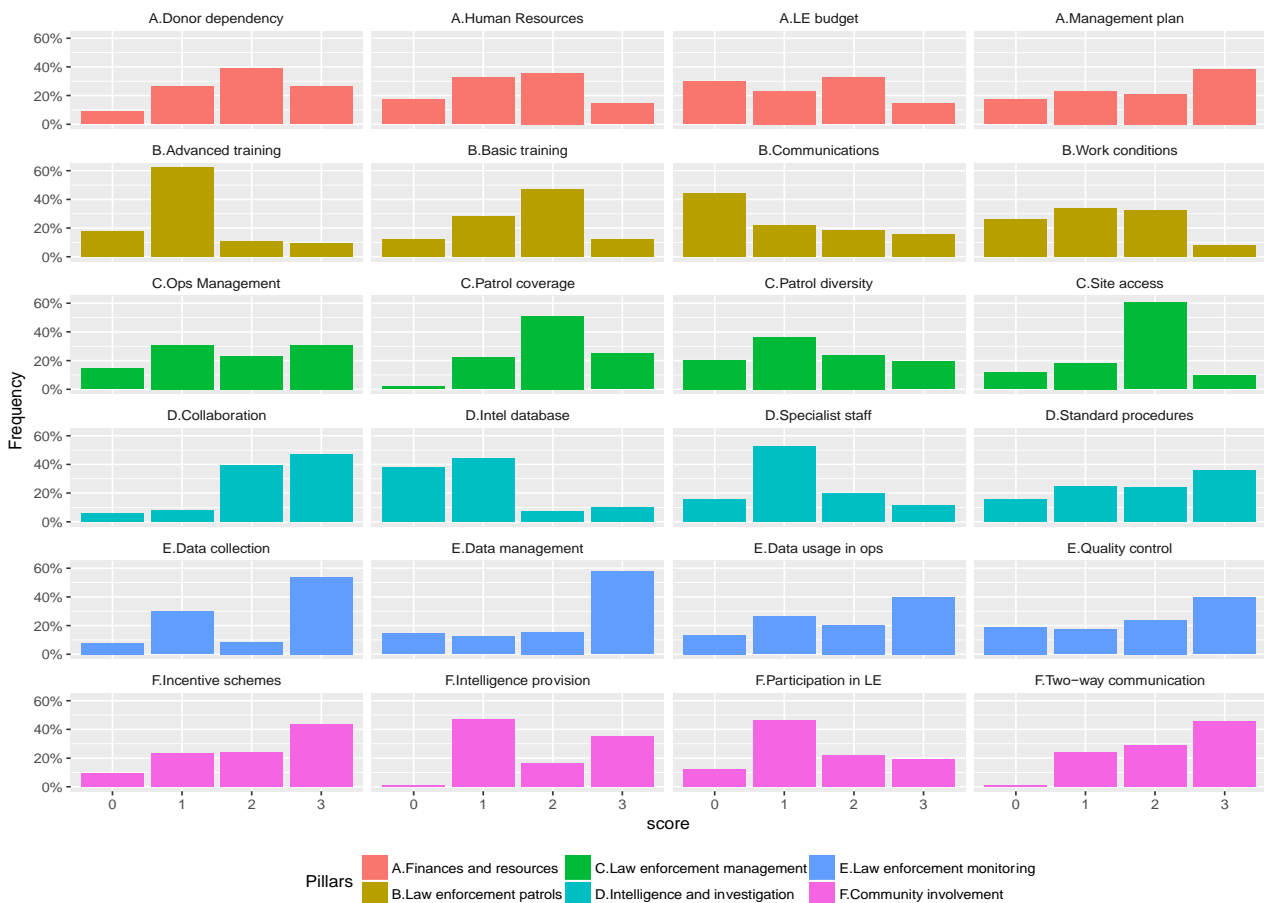 A.Donor dependency A.Human Resources A.LE budget A.Management plan
60%
40%
20%
0%
B.Advanced training B.Basic training B.Communications B.Work conditions
60%
40%
20%
0%
C.Ops Management C.Patrol coverage C.Patrol diversity C.Site access
60%
40%
20%
0%
Frequency
D.Collaboration D.Intel database D.Specialist staff D.Standard procedures
60%
40%
20%
0%
E.Data collection E.Data management E.Data usage in ops E.Quality control
60%
40%
20%
0%
F.Incentive schemes F.Intelligence provision F.Participation in LE F.Two−way communication
60%
40%
20%
0%
0 1 2 3 0 1 2 3 0 1 2 3 0 1 2 3
score
Pillars
A.Finances and resources C.Law enforcement management E.Law enforcement monitoring
B.Law enforcement patrols D.Intelligence and investigation F.Community involvement